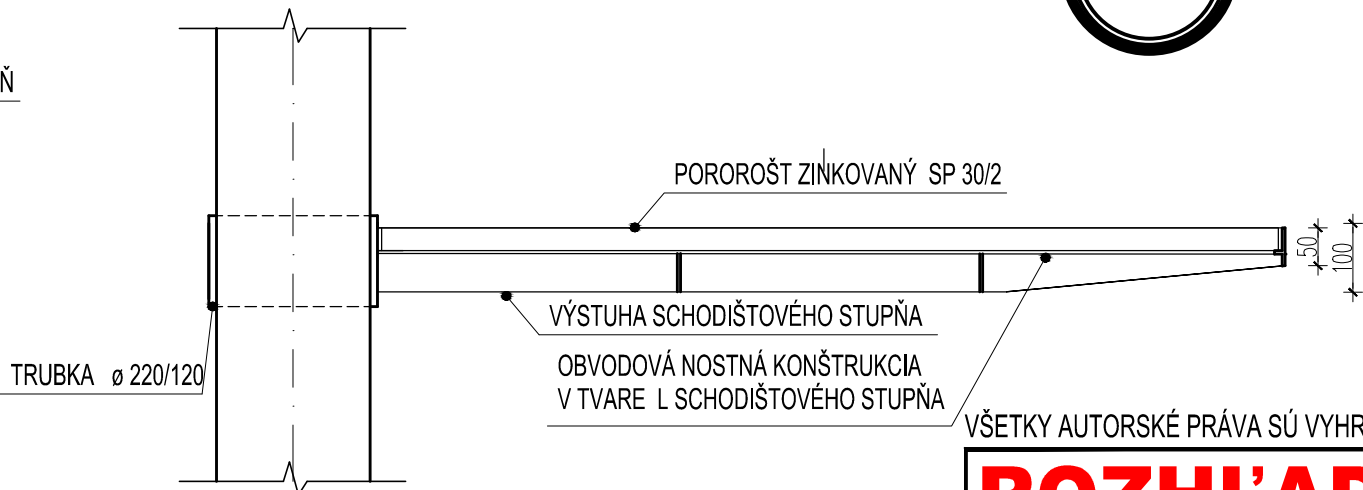 Ň
POROROŠT ZINKOVANÝ SP 30/2
50
100
VÝSTUHA SCHODIŠTOVÉHO STUPŇA
OBVODOVÁ NOSTNÁ KONŠTRUKCIA
V TVARE L SCHODIŠTOVÉHO STUPŇA
TRUBKA ø 220/120
VŠETKY AUTORSKÉ PRÁVA SÚ VYHR
ROZHĽAD